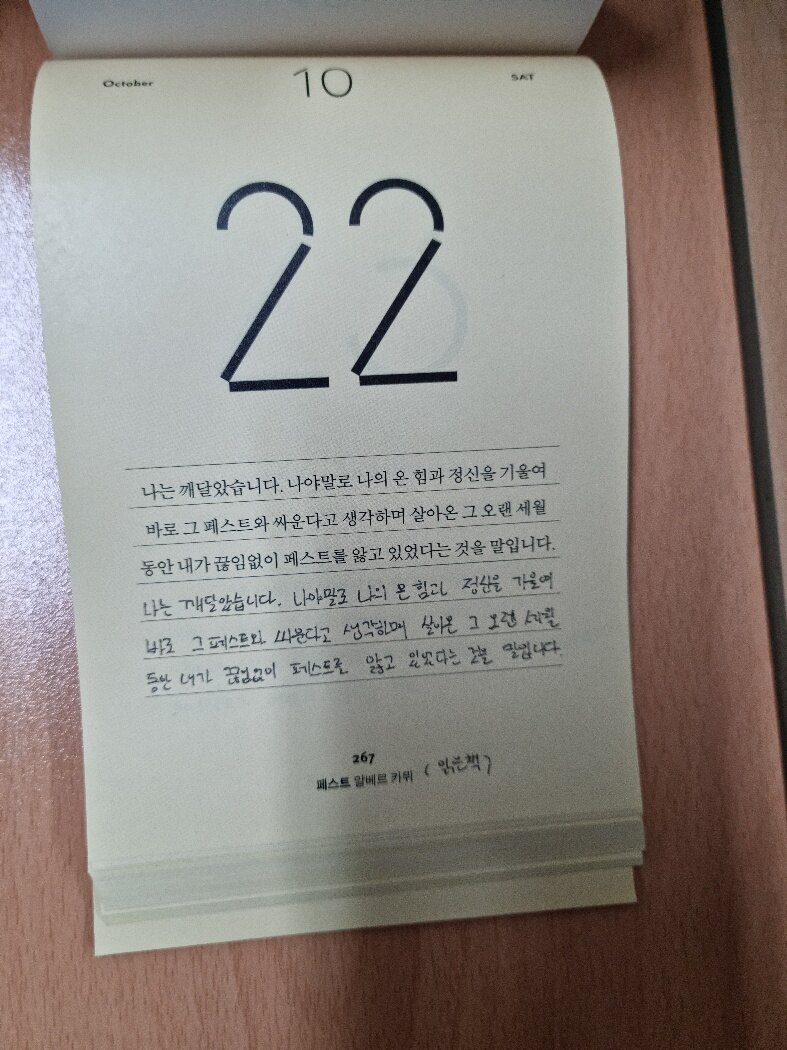 October 10 SAT
22
나는 깨달았습니다. 나야말로 나의 온 힘과 정신을 기울여
바로 그 페스트와 싸운다고 생각하며 살아온 그 오랜 세월
동안 내가 끊임없이 페스트를 앓고 있었다는 것을 말입니다.
나는 깨달았습니다. 나야말로 나의 온 힘과 정신을 기울여
바로 그 페스트와 싸운다고 생각하며 살아온 그 오랜 세월
동안 내가 끊임없이 페스트를 앓고 있었다는 것을 말입니다.
267
페스트 알베르 카뮈 (읽은책)